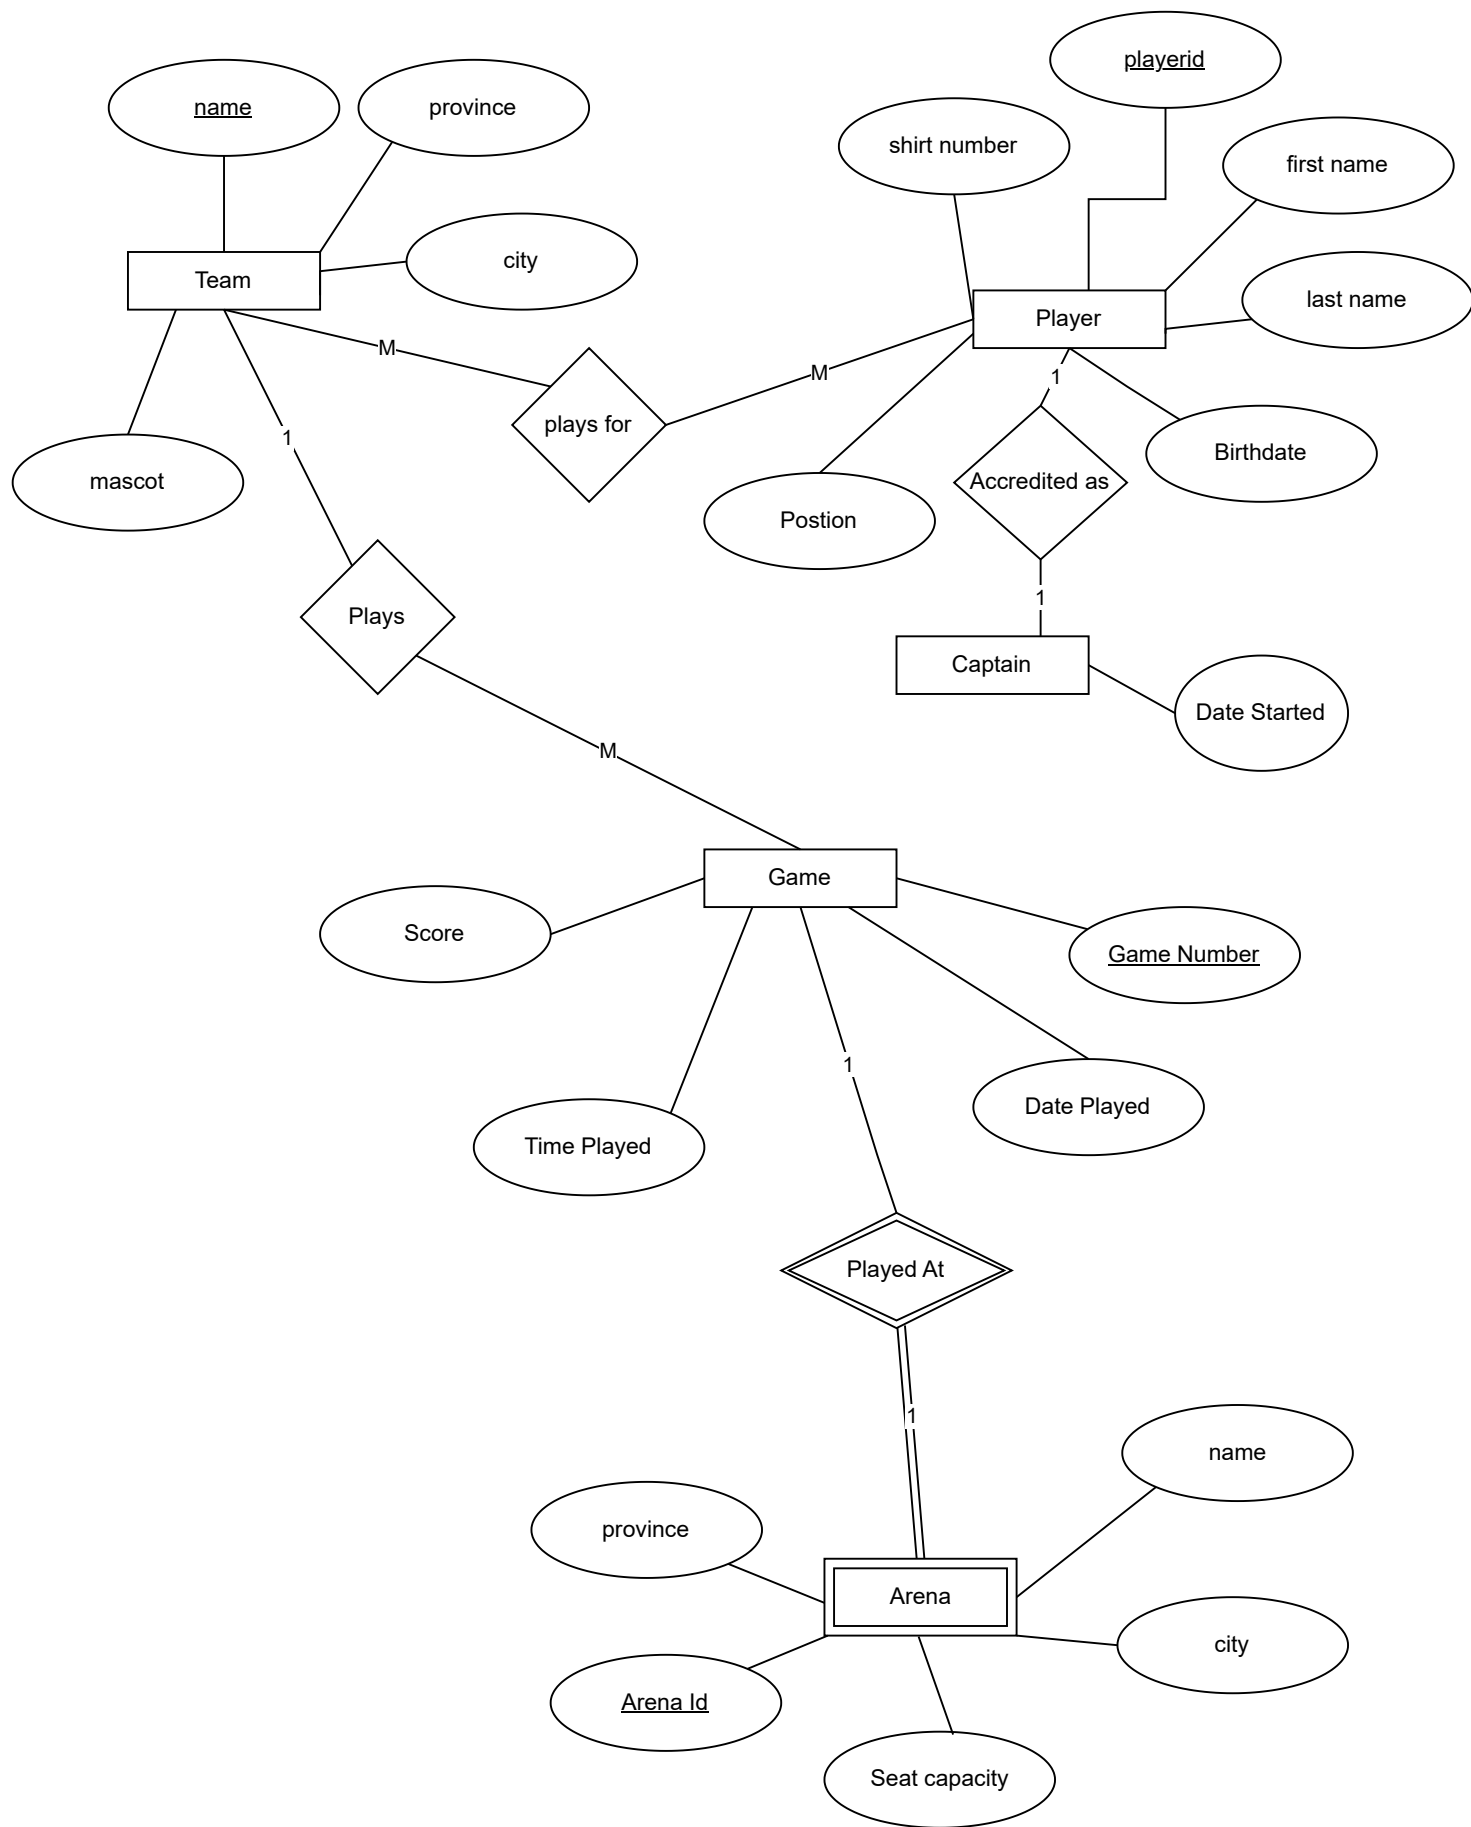 playerid
name
province
shirt number
first name
city
Team
last name
Player
M
M
1
plays for
1
mascot
Accredited as
Birthdate
Postion
1
Plays
Captain
Date Started
M
Game
Score
Game Number
1
Date Played
Time Played
Played At
1
name
province
Arena
city
Arena Id
Seat capacity